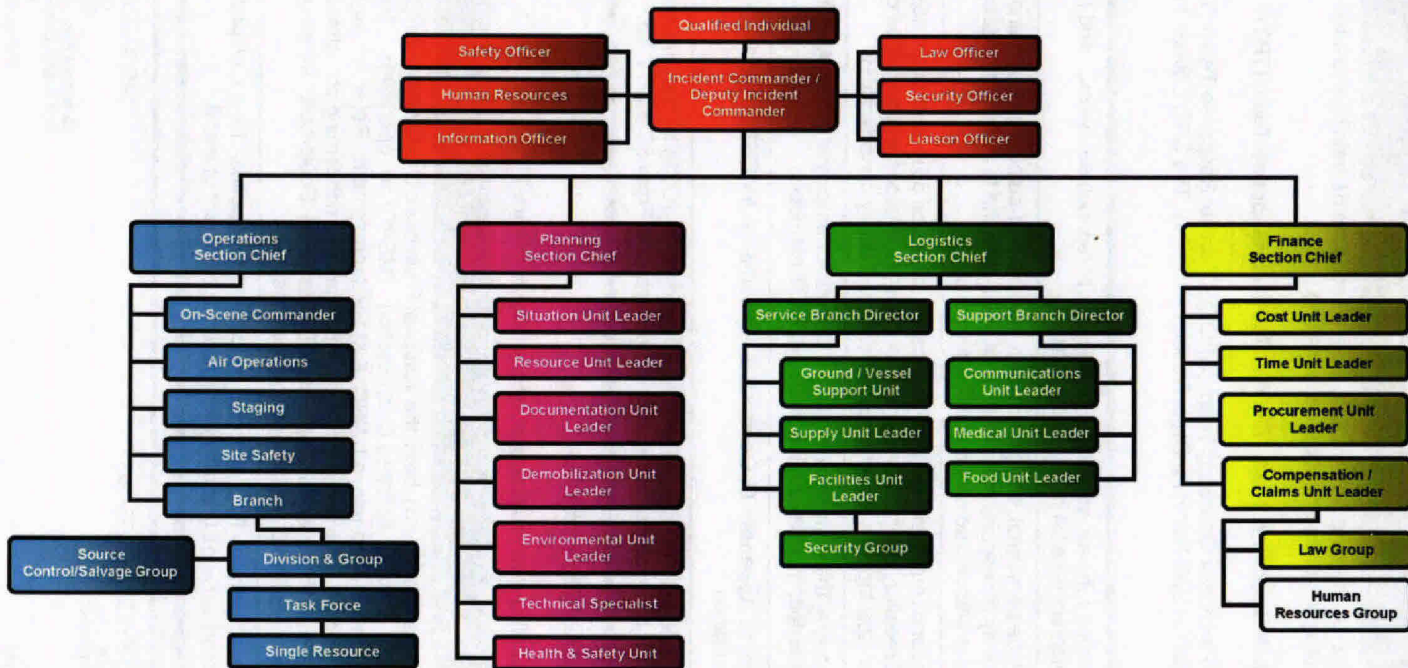 Qualified Individual
Safety Officer
Human Resources
Information Officer
Incident Commander /
Deputy Incident
Commander
Law Officer
Security Officer
Liaison Officer
Operations
Section Chief
On-Scene Commander
Air Operations
Staging
Site Safety
Branch
Source
Control/Salvage Group
Division & Group
Task Force
Single Resource
Planning
Section Chief
Situation Unit Leader
Resource Unit Leader
Documentation Unit
Leader
Demobilization Unit
Leader
Environmental Unit
Leader
Technical Specialist
Health & Safety Unit
Logistics
Section Chief
Service Branch Director
Ground / Vessel
Support Unit
Supply Unit Leader
Facilities Unit
Leader
Security Group
Support Branch Director
Communications
Unit Leader
Medical Unit Leader
Food Unit Leader
Finance
Section Chief
Cost Unit Leader
Time Unit Leader
Procurement Unit
Leader
Compensation /
Claims Unit Leader
Law Group
Human
Resources Group